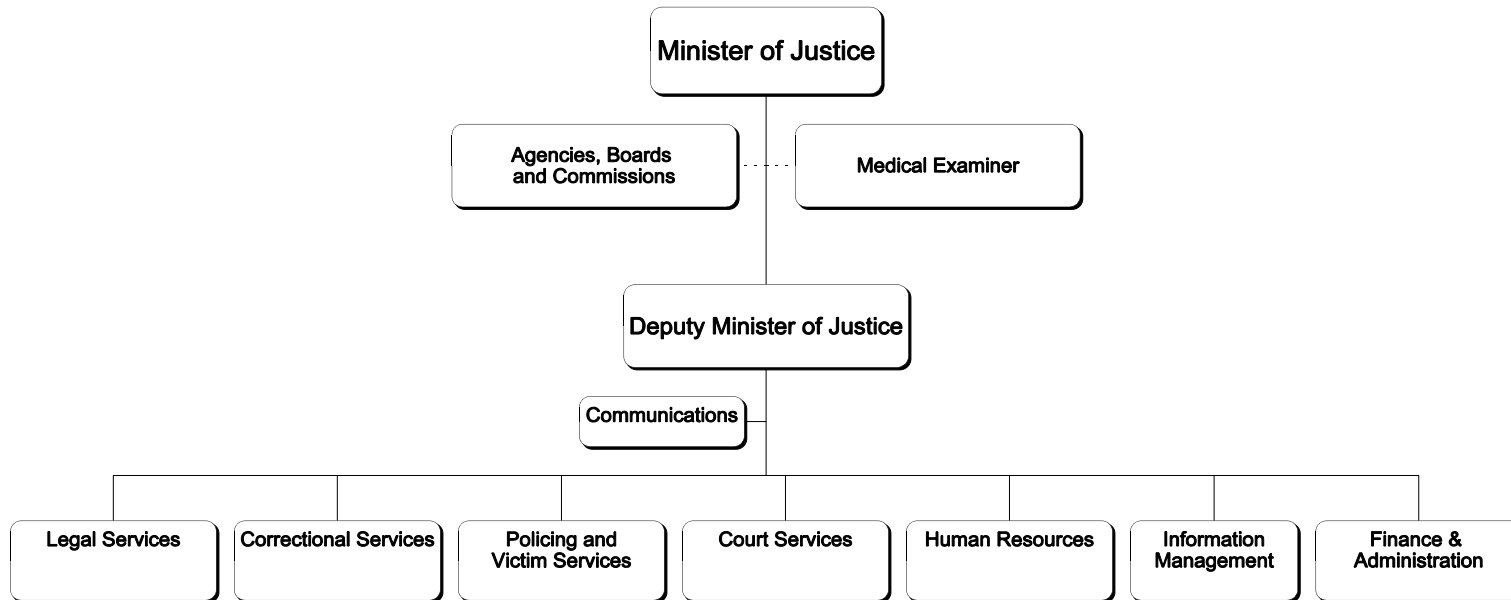 Minister of Justice
Agencies, Boards
and Commissions
Medical Examiner
Deputy Minister of Justice
Communications
Legal Services
Correctional Services
Policing and
Victim Services
Court Services
Human Resources
Information
Management
Finance &
Administration